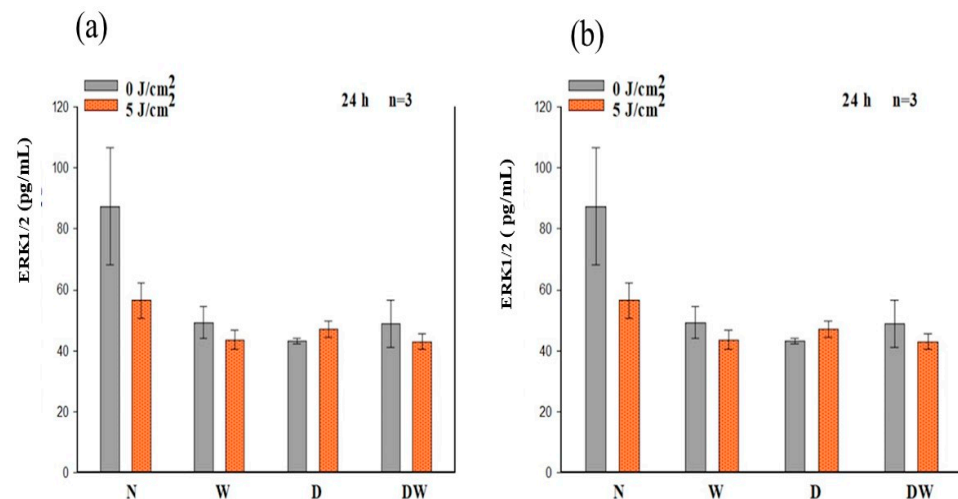 (a)
0 J/cm²
5 J/cm²
24 h n=3
ERK1/2 (pg/mL)
120
100
80
60
40
20
0
N W D DW
(b)
0 J/cm²
5 J/cm²
24 h n=3
ERK1/2 ( pg/mL)
120
100
80
60
40
20
0
N W D DW